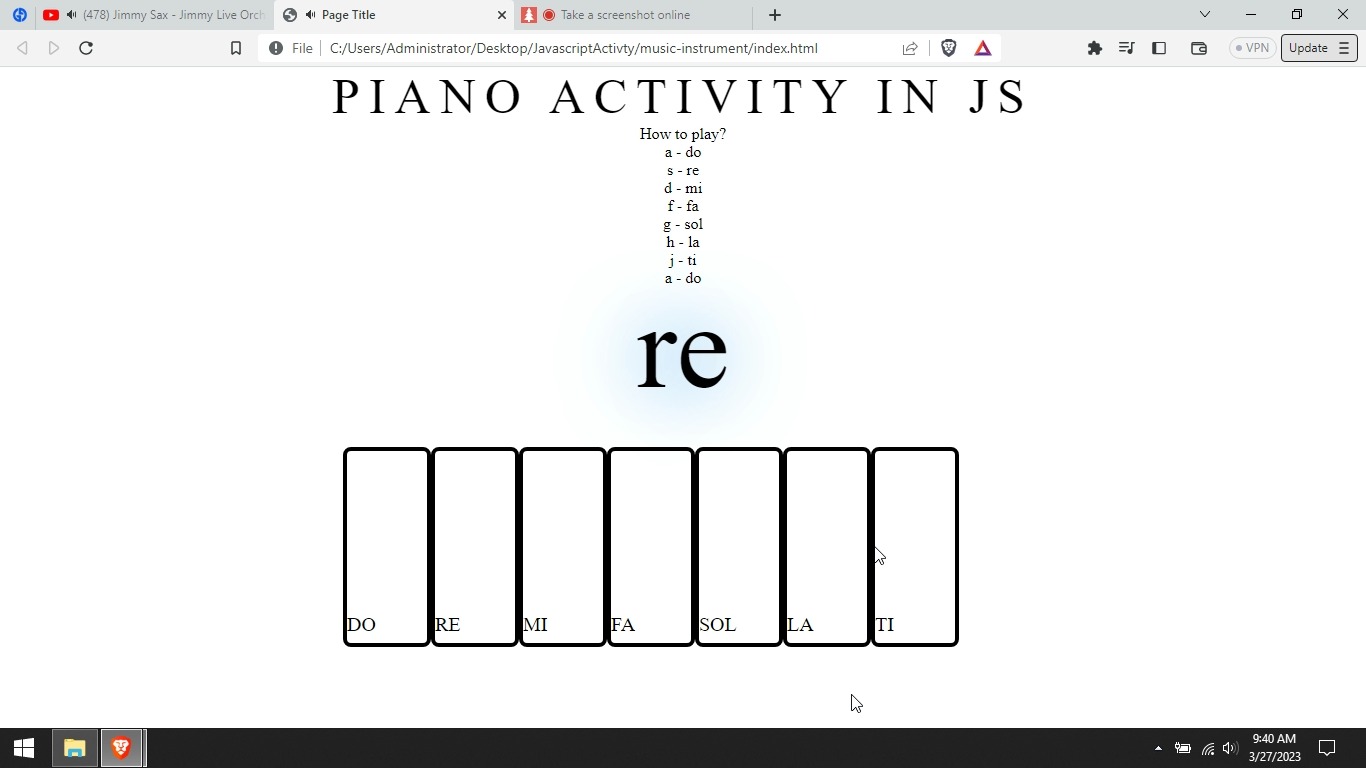 (478) Jimmy Sax - Jimmy Live Orch
Page Title
Take a screenshot online
File
C:/Users/Administrator/Desktop/JavascriptActivty/music-instrument/index.html
VPN
Update
PIANO ACTIVITY IN JS
How to play?
a - do
s - re
d - mi
f - fa
g - sol
h - la
j - ti
a - do
re
DO RE MI FA SOL LA TI
9:40 AM
3/27/2023